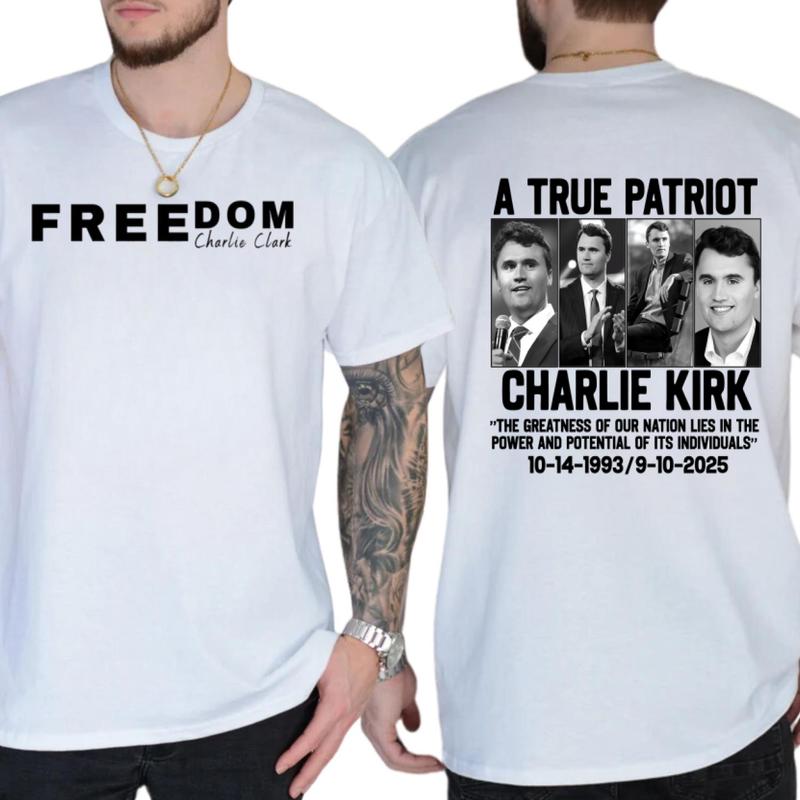 FREEDOM
Charlie Clark
A TRUE PATRIOT
CHARLIE KIRK
"THE GREATNESS OF OUR NATION LIES IN THE
POWER AND POTENTIAL OF ITS INDIVIDUALS"
10-14-1993/9-10-2025